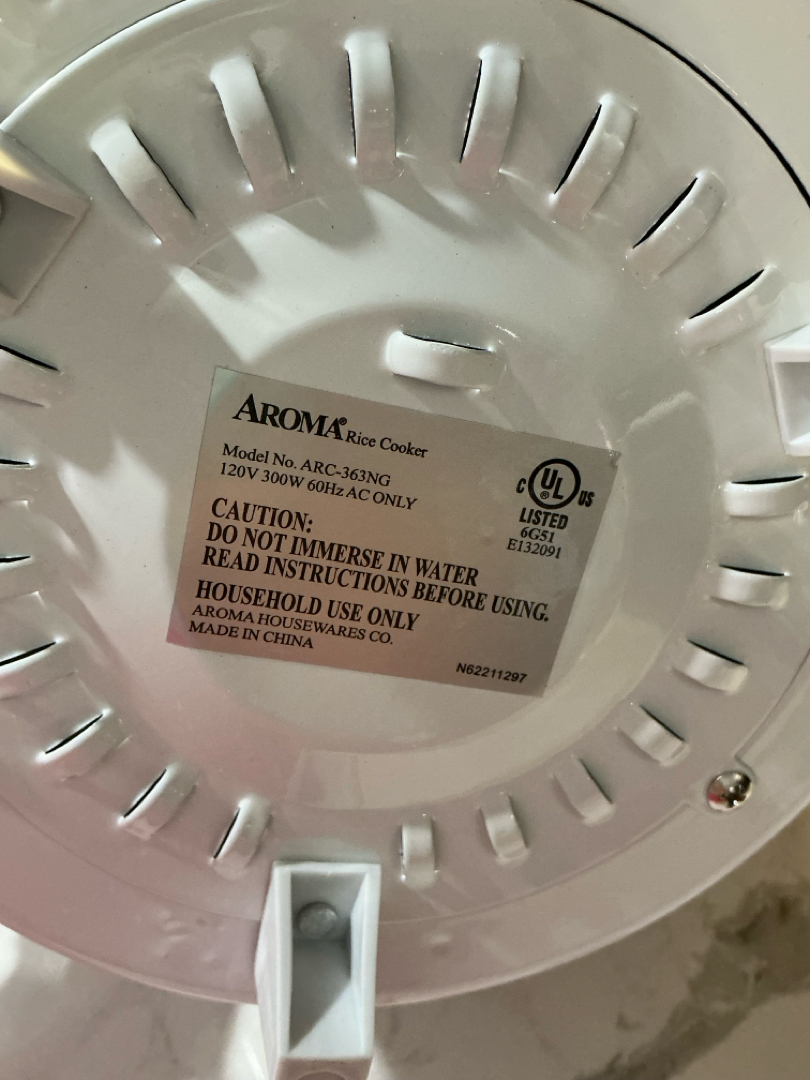 AROMA® Rice Cooker
Model No. ARC-363NG
120V 300W 60Hz AC ONLY
C UL® US
LISTED
6G51
E132091
CAUTION:
DO NOT IMMERSE IN WATER
READ INSTRUCTIONS BEFORE USING.
HOUSEHOLD USE ONLY
AROMA HOUSEWARES CO.
MADE IN CHINA
N62211297